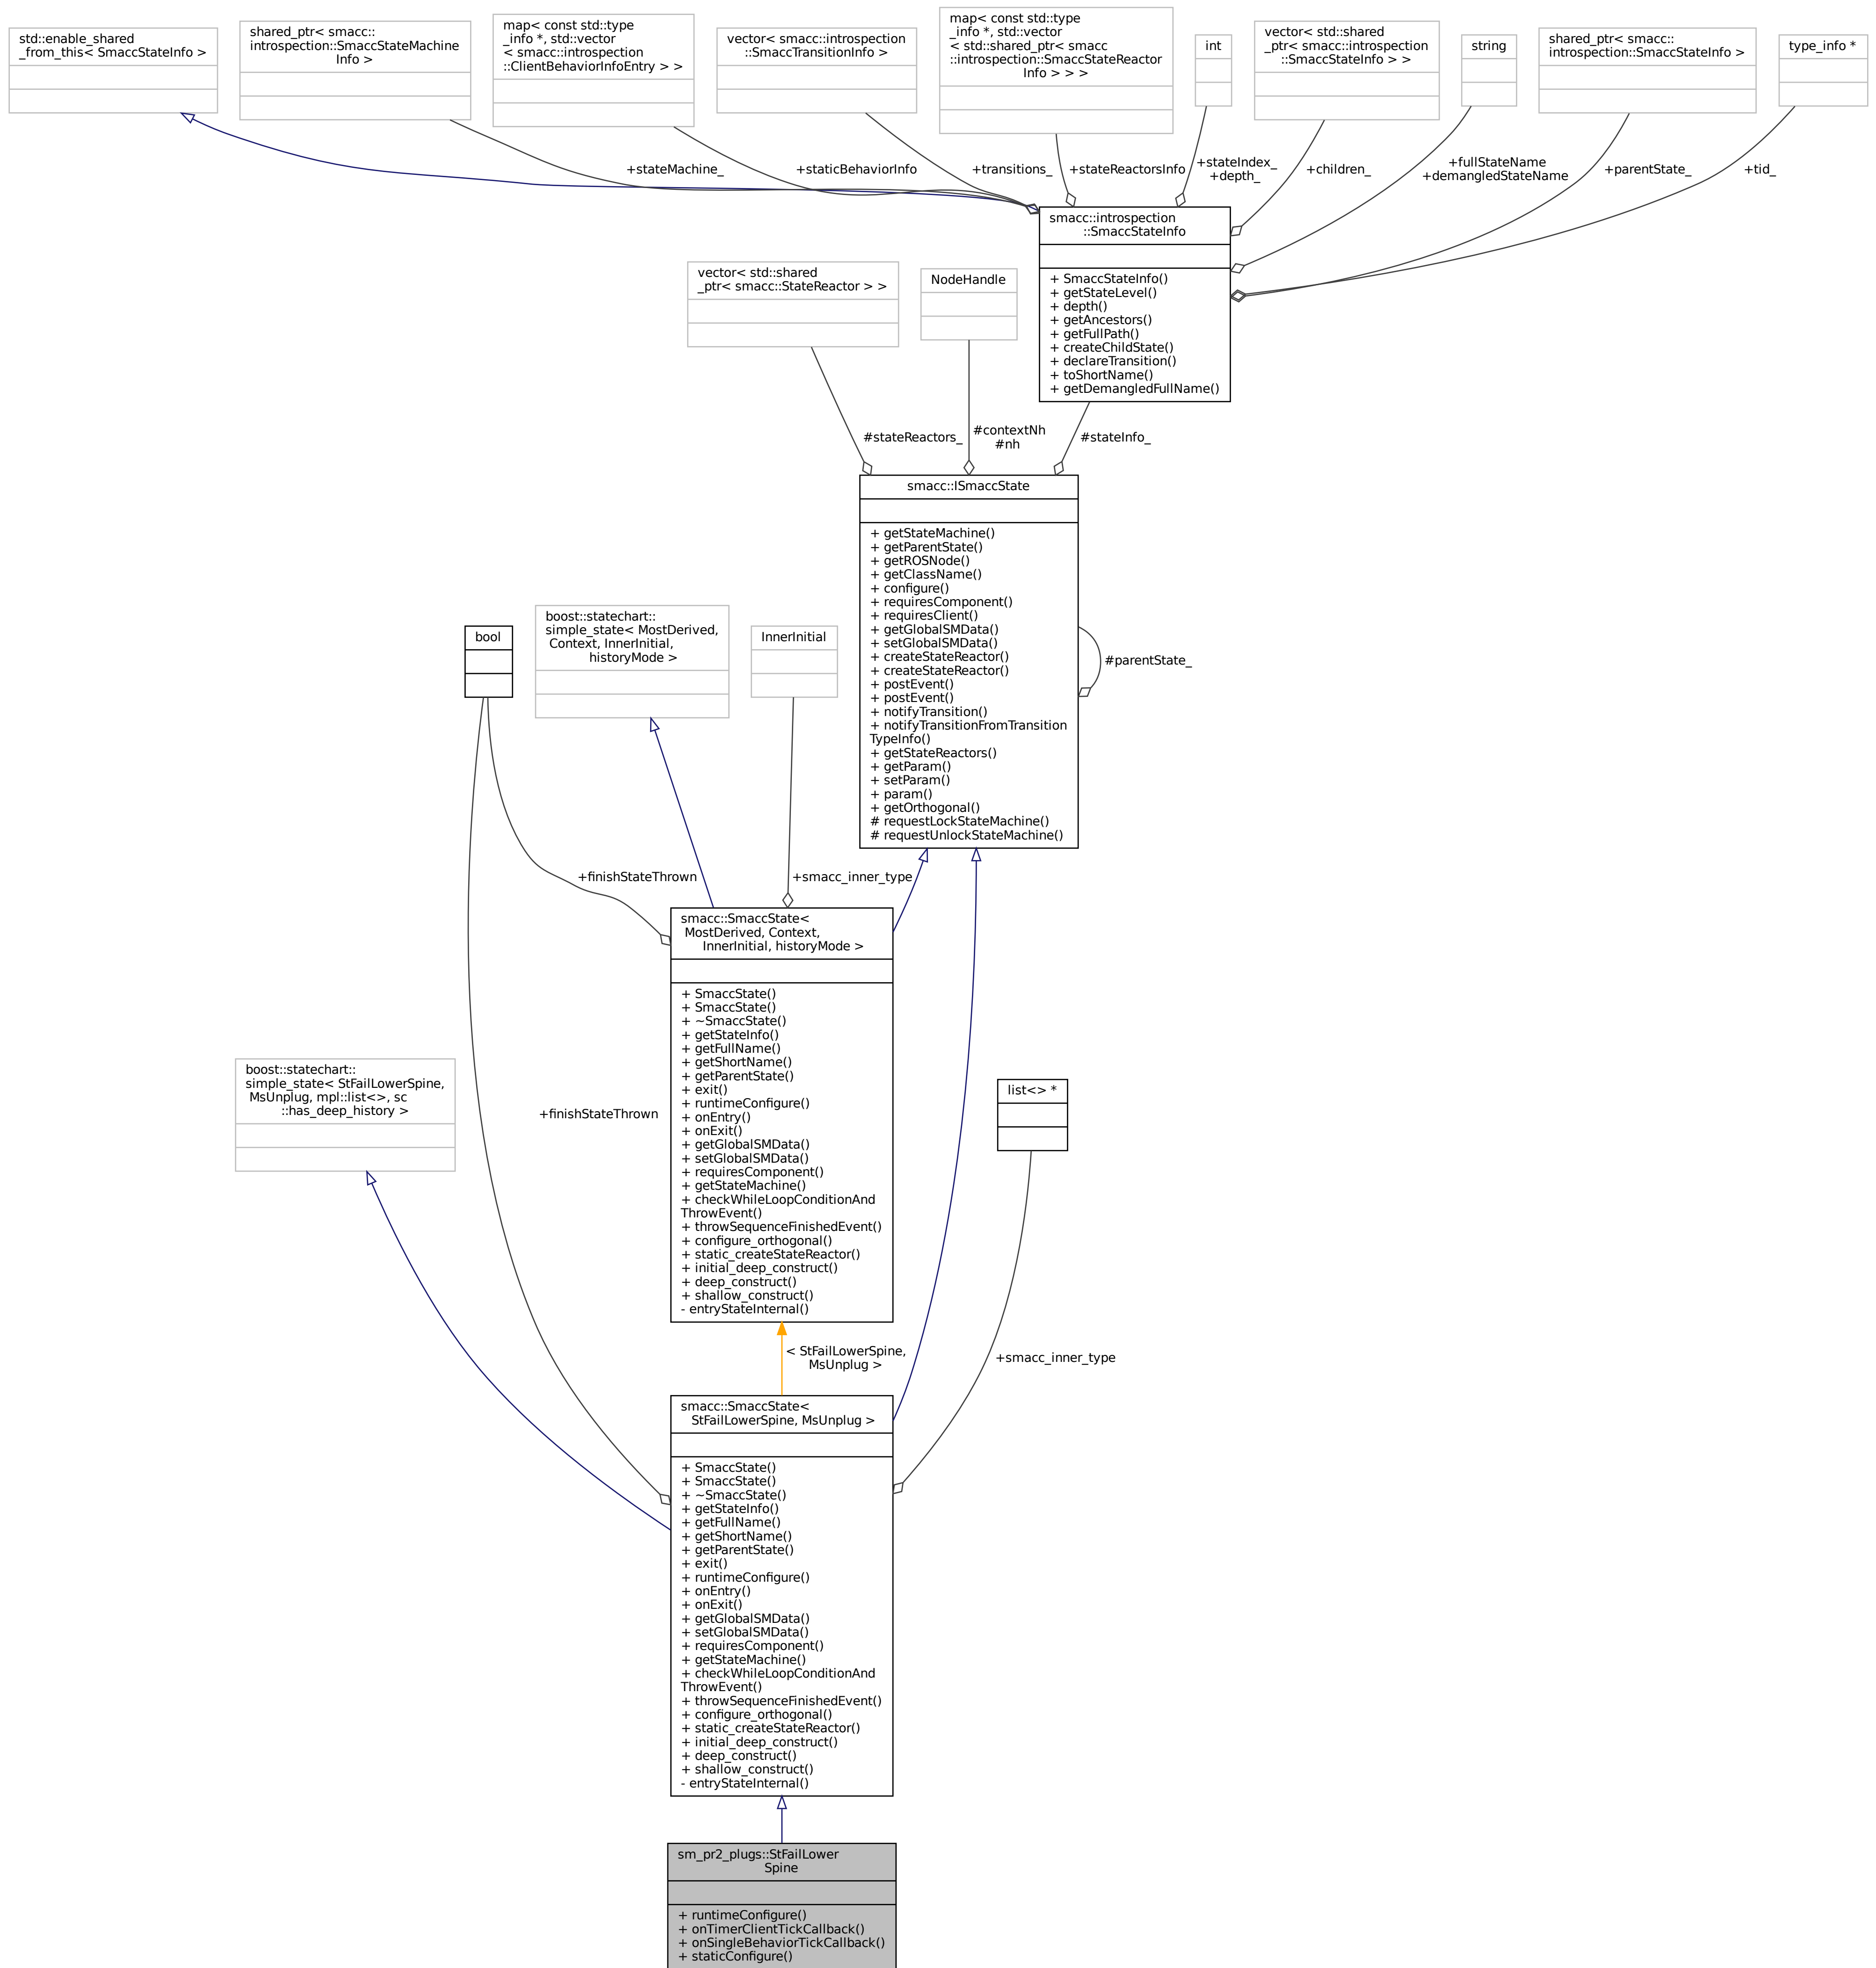 std::enable_shared
_from_this< SmaccStateInfo >
shared_ptr< smacc::
introspection::SmaccStateMachine
Info >
map< const std::type
_info *, std::vector
< smacc::introspection
::ClientBehaviorInfoEntry > >
vector< smacc::introspection
::SmaccTransitionInfo >
map< const std::type
_info *, std::vector
< std::shared_ptr< smacc
::introspection::SmaccStateReactor
Info > > >
int
vector< std::shared
_ptr< smacc::introspection
::SmaccStateInfo > >
string
shared_ptr< smacc::
introspection::SmaccStateInfo >
type_info *
+stateMachine_
+staticBehaviorInfo
+transitions_
+stateReactorsInfo
+stateIndex_
+depth_
+children_
+fullStateName
+demangledStateName
+parentState_
+tid_
smacc::introspection
::SmaccStateInfo
+ SmaccStateInfo()
+ getStateLevel()
+ depth()
+ getAncestors()
+ getFullPath()
+ createChildState()
+ declareTransition()
+ toShortName()
+ getDemangledFullName()
vector< std::shared
_ptr< smacc::StateReactor > >
NodeHandle
#stateReactors_
#contextNh
#nh
#stateInfo_
smacc::ISmaccState
+ getStateMachine()
+ getParentState()
+ getROSNode()
+ getClassName()
+ configure()
+ requiresComponent()
+ requiresClient()
+ getGlobalSMData()
+ setGlobalSMData()
+ createStateReactor()
+ createStateReactor()
+ postEvent()
+ postEvent()
+ notifyTransition()
+ notifyTransitionFromTransition
TypeInfo()
+ getStateReactors()
+ getParam()
+ setParam()
+ param()
+ getOrthogonal()
# requestLockStateMachine()
# requestUnlockStateMachine()
#parentState_
bool
boost::statechart::
simple_state< MostDerived,
Context, InnerInitial,
historyMode >
InnerInitial
+finishStateThrown
+smacc_inner_type
smacc::SmaccState<
MostDerived, Context,
InnerInitial, historyMode >
+ SmaccState()
+ SmaccState()
+ ~SmaccState()
+ getStateInfo()
+ getFullName()
+ getShortName()
+ getParentState()
+ exit()
+ runtimeConfigure()
+ onEntry()
+ onExit()
+ getGlobalSMData()
+ setGlobalSMData()
+ requiresComponent()
+ getStateMachine()
+ checkWhileLoopConditionAnd
ThrowEvent()
+ throwSequenceFinishedEvent()
+ configure_orthogonal()
+ static_createStateReactor()
+ initial_deep_construct()
+ deep_construct()
+ shallow_construct()
- entryStateInternal()
boost::statechart::
simple_state< StFailLowerSpine,
MsUnplug, mpl::list<>, sc
::has_deep_history >
+finishStateThrown
list<> *
< StFailLowerSpine,
MsUnplug >
+smacc_inner_type
smacc::SmaccState<
StFailLowerSpine, MsUnplug >
+ SmaccState()
+ SmaccState()
+ ~SmaccState()
+ getStateInfo()
+ getFullName()
+ getShortName()
+ getParentState()
+ exit()
+ runtimeConfigure()
+ onEntry()
+ onExit()
+ getGlobalSMData()
+ setGlobalSMData()
+ requiresComponent()
+ getStateMachine()
+ checkWhileLoopConditionAnd
ThrowEvent()
+ throwSequenceFinishedEvent()
+ configure_orthogonal()
+ static_createStateReactor()
+ initial_deep_construct()
+ deep_construct()
+ shallow_construct()
- entryStateInternal()
sm_pr2_plugs::StFailLower
Spine
+ runtimeConfigure()
+ onTimerClientTickCallback()
+ onSingleBehaviorTickCallback()
+ staticConfigure()